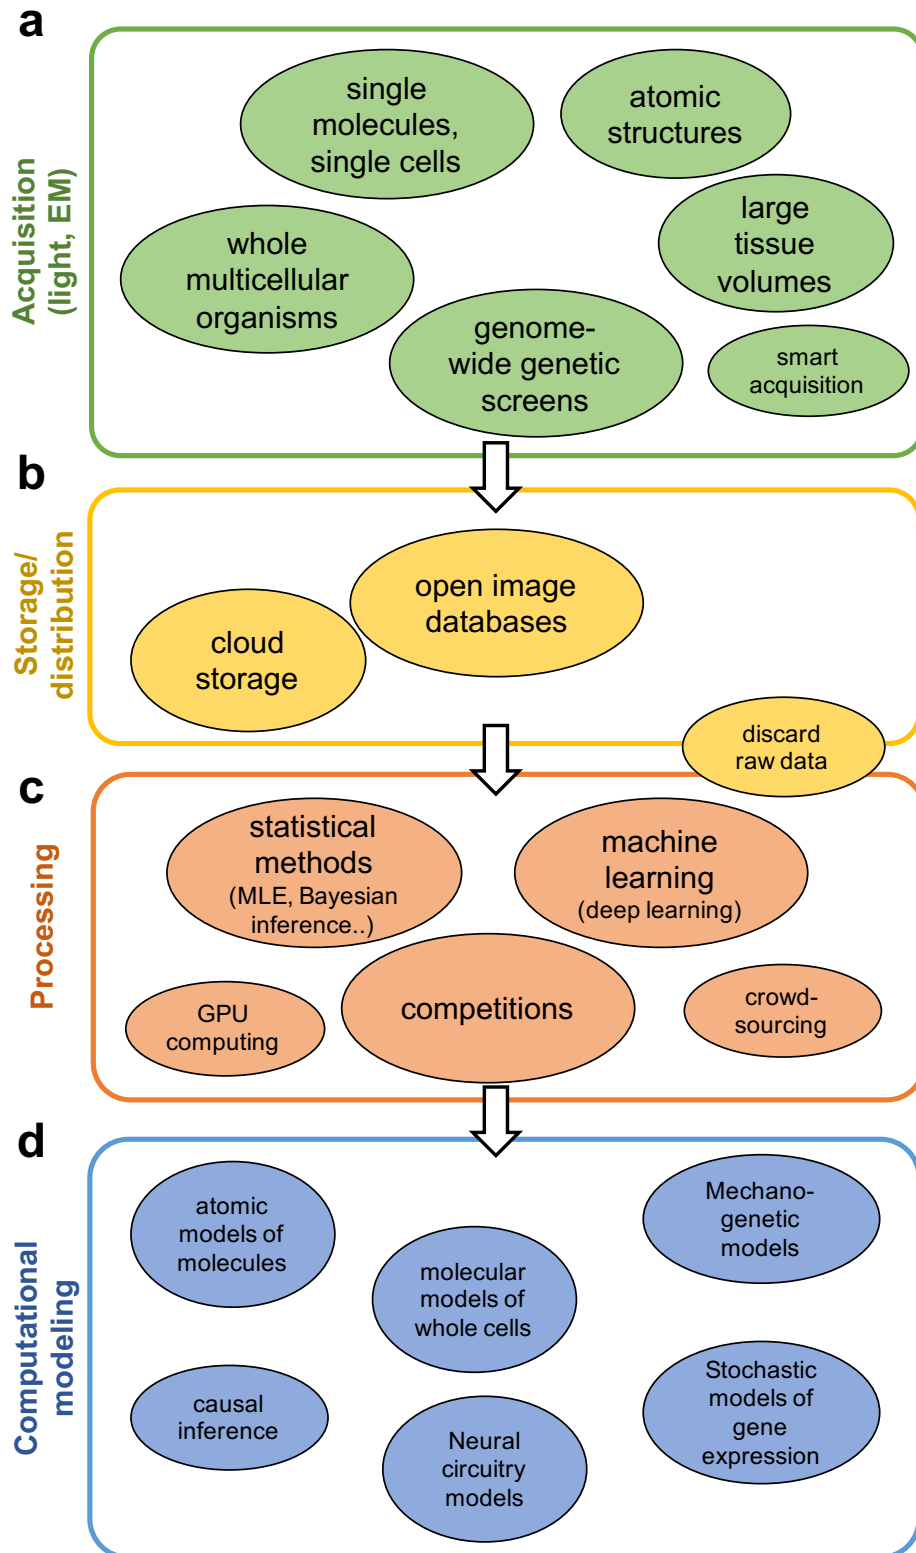 a
Acquisition
(light, EM)
single
molecules,
single cells
atomic
structures
whole
multicellular
organisms
large
tissue
volumes
genome-
wide genetic
screens
smart
acquisition
b
Storage/
distribution
open image
databases
cloud
storage
discard
raw data
c
Processing
statistical
methods
(MLE, Bayesian
inference..)
machine
learning
(deep learning)
GPU
computing
competitions
crowd-
sourcing
d
Computational
modeling
atomic
models of
molecules
molecular
models of
whole cells
Mechano-
genetic
models
causal
inference
Neural
circuitry
models
Stochastic
models of
gene
expression